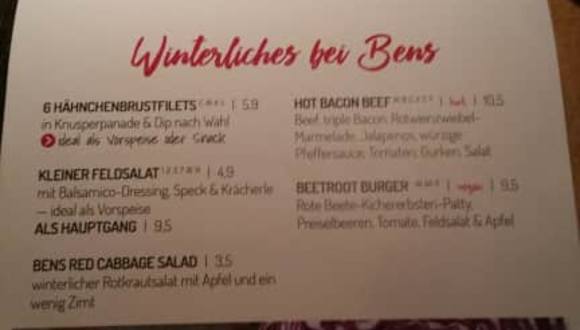 Winterliches bei Bens
6 HÄHNCHENBRUSTFILETS | 5,9
in Knusperpanade & Dip nach Wahl
ideal als Vorspeise oder Snack
KLEINER FELDSALAT | 4,9
mit Balsamico-Dressing, Speck & Krächerle
– ideal als Vorspeise
ALS HAUPTGANG | 9,5
BENS RED CABBAGE SALAD | 3,5
winterlicher Rotkrautsalat mit Apfel und ein
wenig Zimt
HOT BACON BEEF | hot | 10,5
Beef, triple Bacon, Rotweinzwiebel-
Marmelade, Jalapenos, würzige
Pfeffersauce, Tomaten, Gurken, Salat
BEETROOT BURGER | vegan | 9,5
Rote Beete-Kichererbsen-Patty,
Preiselbeeren, Tomate, Feldsalat & Apfel